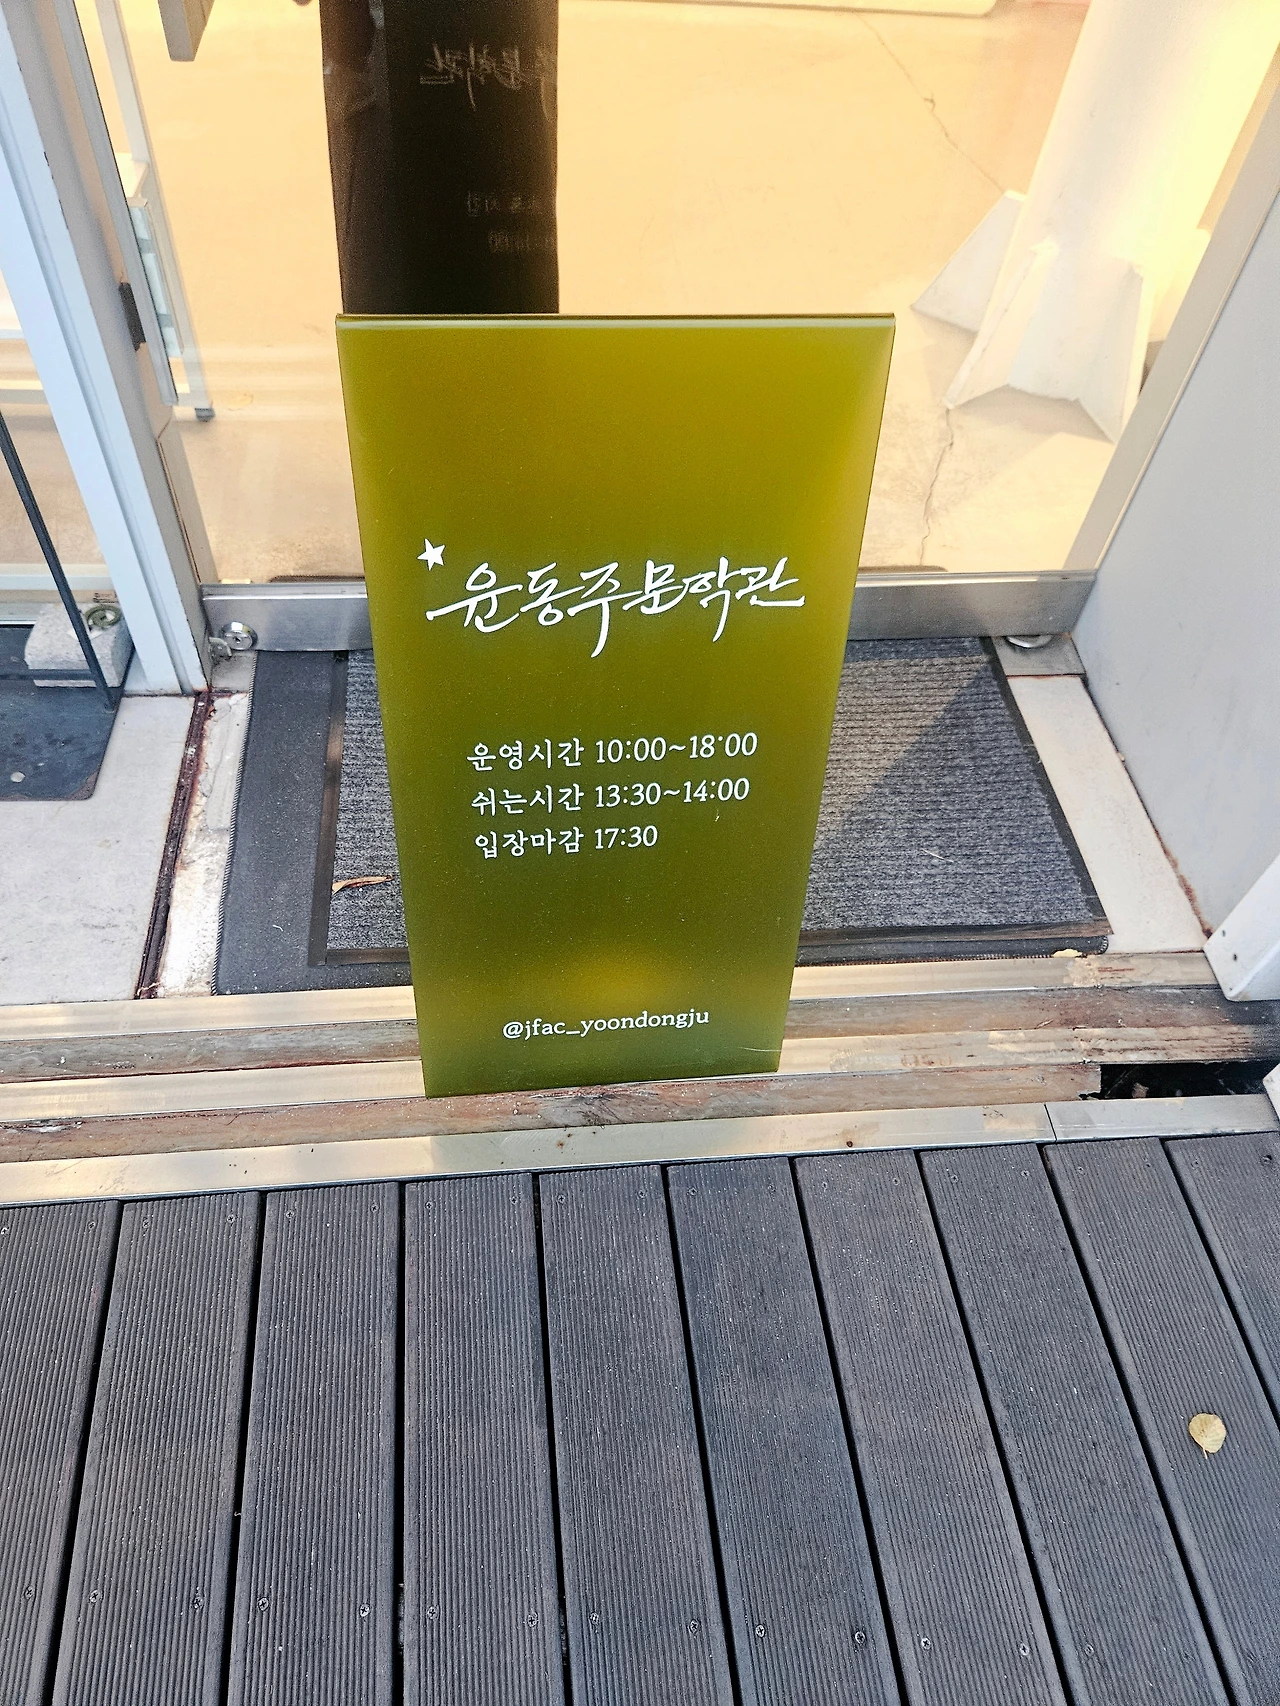 윤동주문학관
운영시간 10:00~18:00
쉬는시간 13:30~14:00
입장마감 17:30
@jfac_yoondongju